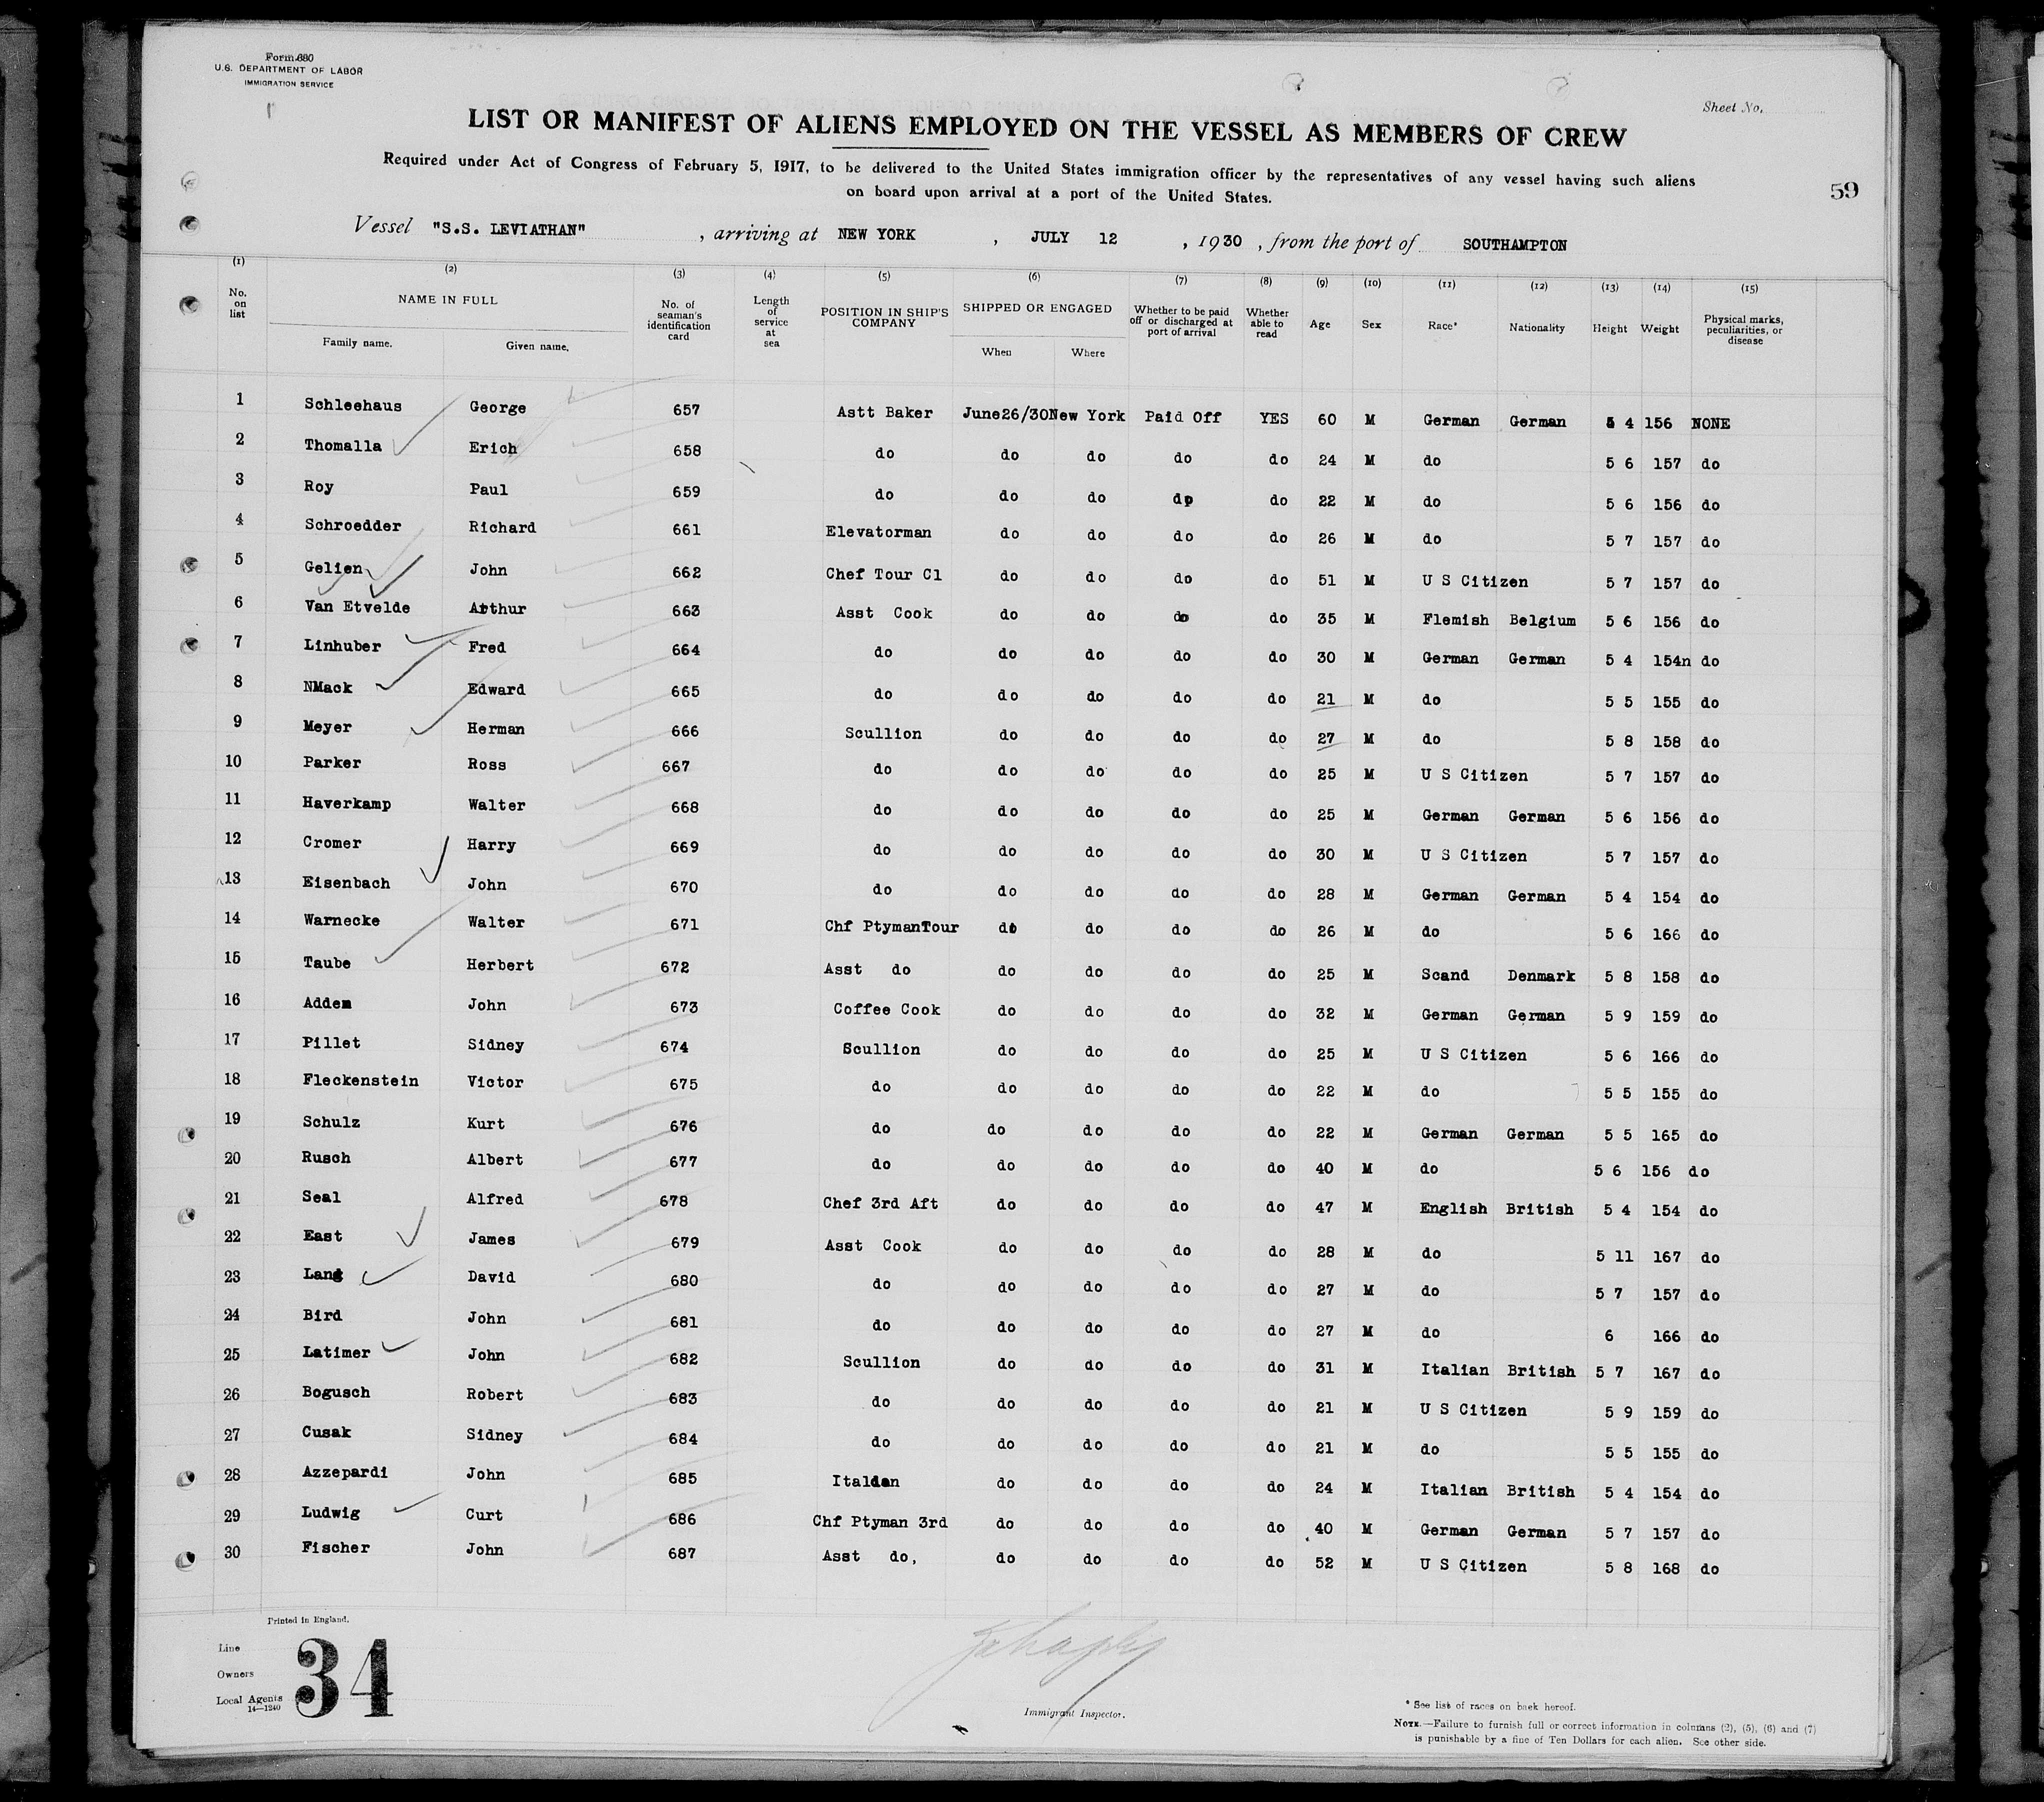 Form 680
U.S. DEPARTMENT OF LABOR
IMMIGRATION SERVICE
Sheet No.
LIST OR MANIFEST OF ALIENS EMPLOYED ON THE VESSEL AS MEMBERS OF CREW
Required under Act of Congress of February 5, 1917, to be delivered to the United States immigration officer by the representatives of any vessel having such aliens
on board upon arrival at a port of the United States.
59
Vessel "S.S. LEVIATHAN" , arriving at NEW YORK , JULY 12 , 1930 , from the port of SOUTHAMPTON
(1) (2) (3) (4) (5) (6) (7) (8) (9) (10) (11) (12) (13) (14) (15)
No. on list NAME IN FULL Family name. Given name. No. of seaman's identification card Length of service at sea POSITION IN SHIP'S COMPANY SHIPPED OR ENGAGED When Where Whether to be paid off or discharged at port of arrival Whether able to read Age Sex Race* Nationality Height Weight Physical marks, peculiarities, or disease
1 Schleehaus George 657 Astt Baker June26/30 New York Paid Off YES 60 M German German 5 4 156 NONE
2 Thomalla Erich 658 do do do do do 24 M do 5 6 157 do
3 Roy Paul 659 do do do do do 22 M do 5 6 156 do
4 Schroedder Richard 661 Elevatorman do do do do 26 M do 5 7 157 do
5 Gelien John 662 Chef Tour Cl do do do do 51 M U S Citizen 5 7 157 do
6 Van Etvelde Arthur 663 Asst Cook do do do do 35 M Flemish Belgium 5 6 156 do
7 Linhuber Fred 664 do do do do do 30 M German German 5 4 154n do
8 NMack Edward 665 do do do do do 21 M do 5 5 155 do
9 Meyer Herman 666 Scullion do do do do 27 M do 5 8 158 do
10 Parker Ross 667 do do do do do 25 M U S Citizen 5 7 157 do
11 Haverkamp Walter 668 do do do do do 25 M German German 5 6 156 do
12 Cromer Harry 669 do do do do do 30 M U S Citizen 5 7 157 do
13 Eisenbach John 670 do do do do do 28 M German German 5 4 154 do
14 Warnecke Walter 671 Chf PtymanTour do do do do 26 M do 5 6 166 do
15 Taube Herbert 672 Asst do do do do do 25 M Scand Denmark 5 8 158 do
16 Addem John 673 Coffee Cook do do do do 32 M German German 5 9 159 do
17 Pillet Sidney 674 Scullion do do do do 25 M U S Citizen 5 6 166 do
18 Fleckenstein Victor 675 do do do do do 22 M do 5 5 155 do
19 Schulz Kurt 676 do do do do do 22 M German German 5 5 165 do
20 Rusch Albert 677 do do do do do 40 M do 5 6 156 do
21 Seal Alfred 678 Chef 3rd Aft do do do do 47 M English British 5 4 154 do
22 East James 679 Asst Cook do do do do 28 M do 5 11 167 do
23 Lang David 680 do do do do do 27 M do 5 7 157 do
24 Bird John 681 do do do do do 27 M do 6 166 do
25 Latimer John 682 Scullion do do do do 31 M Italian British 5 7 167 do
26 Bogusch Robert 683 do do do do do 21 M U S Citizen 5 9 159 do
27 Cusak Sidney 684 do do do do do 21 M do 5 5 155 do
28 Azzepardi John 685 Italian do do do do 24 M Italian British 5 4 154 do
29 Ludwig Curt 686 Chf Ptyman 3rd do do do do 40 M German German 5 7 157 do
30 Fischer John 687 Asst do, do do do do 52 M U S Citizen 5 8 168 do
Printed in England.
Line
Owners
Local Agents
14—1240
34
Immigrant Inspector.
* See list of races on back hereof.
NOTE.—Failure to furnish full or correct information in columns (2), (5), (6) and (7)
is punishable by a fine of Ten Dollars for each alien. See other side.